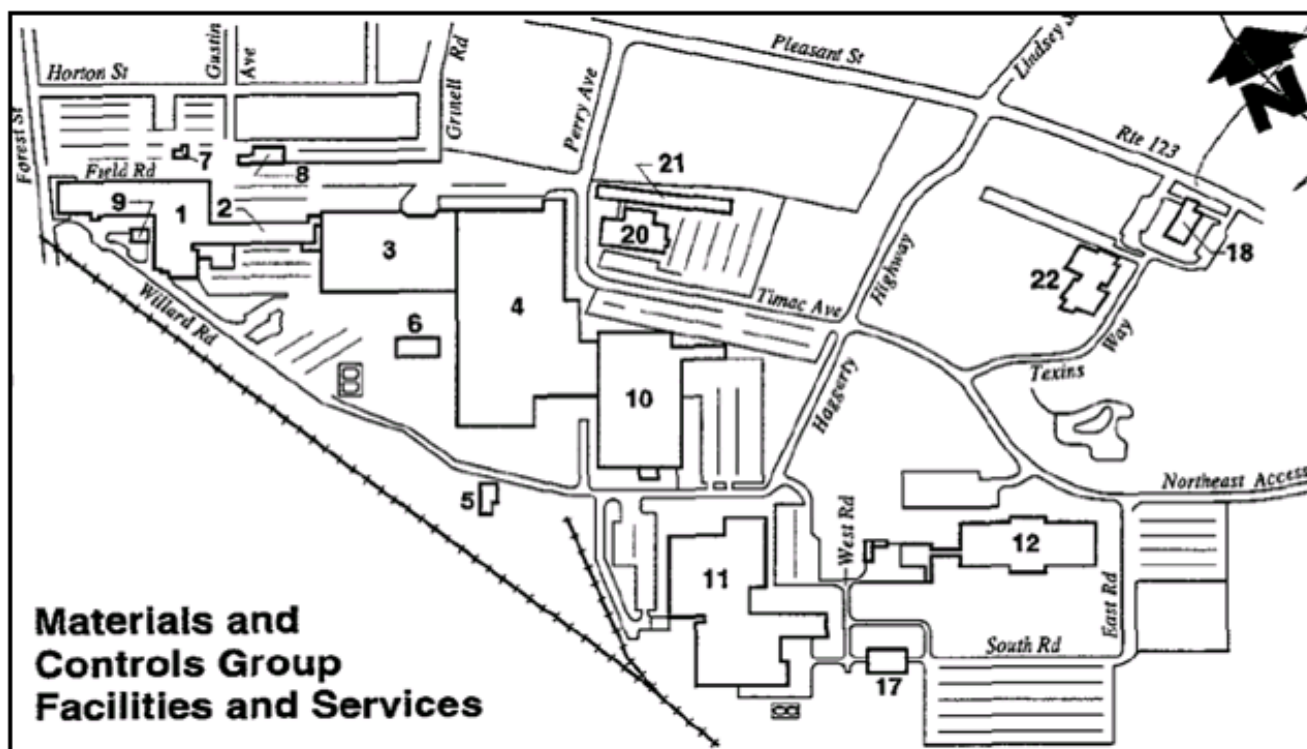 Horton St
Gustin
Ave
Grinell Rd
Perry Ave
Pleasant St
Lindsey S
Rte 123
N
Forest St
Field Rd
7
8
21
9
1
2
3
20
18
22
4
Timac Ave
Highway
Willard Rd
6
Way
Texins
10
Haggerty
Northeast Access
5
West Rd
12
11
East Rd
South Rd
17
Materials and
Controls Group
Facilities and Services